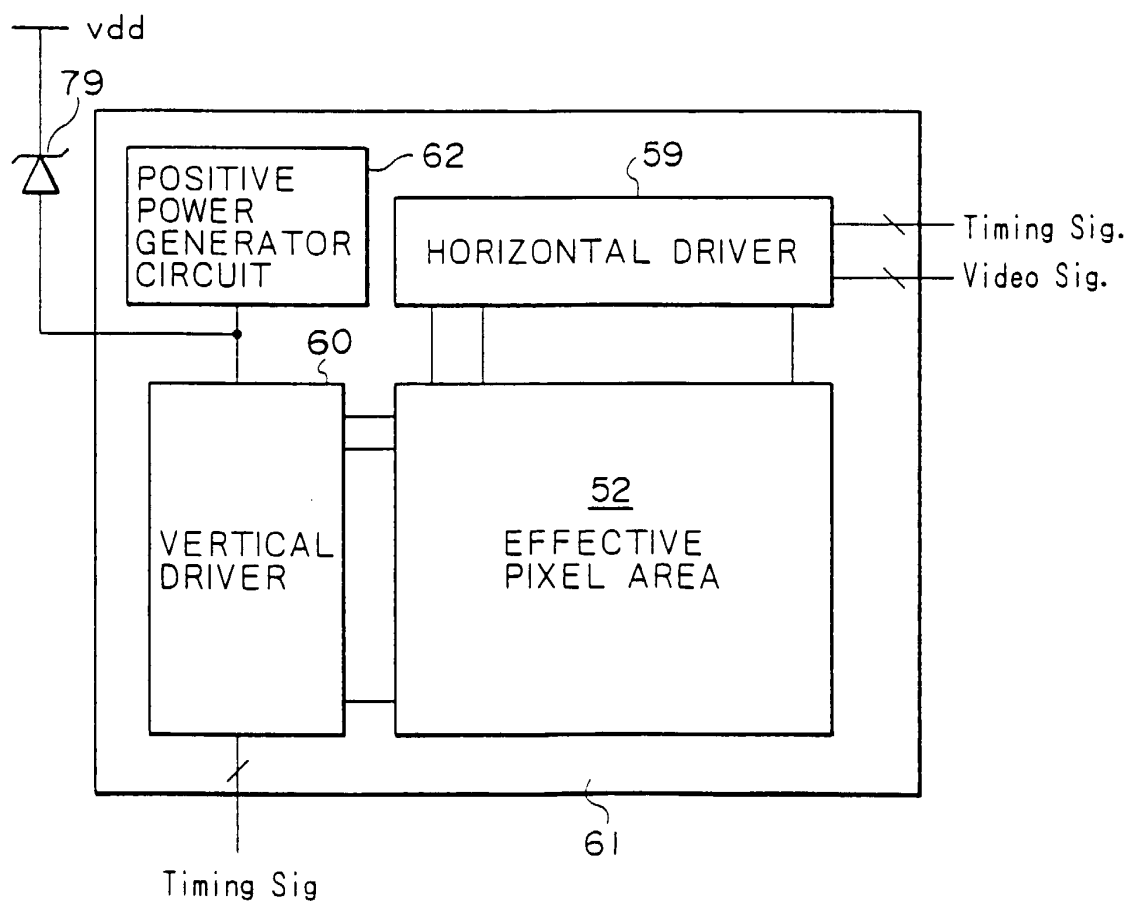 vdd
79
62
59
POSITIVE
POWER
GENERATOR
CIRCUIT
HORIZONTAL DRIVER
Timing Sig.
Video Sig.
60
VERTICAL
DRIVER
52
EFFECTIVE
PIXEL AREA
61
Timing Sig